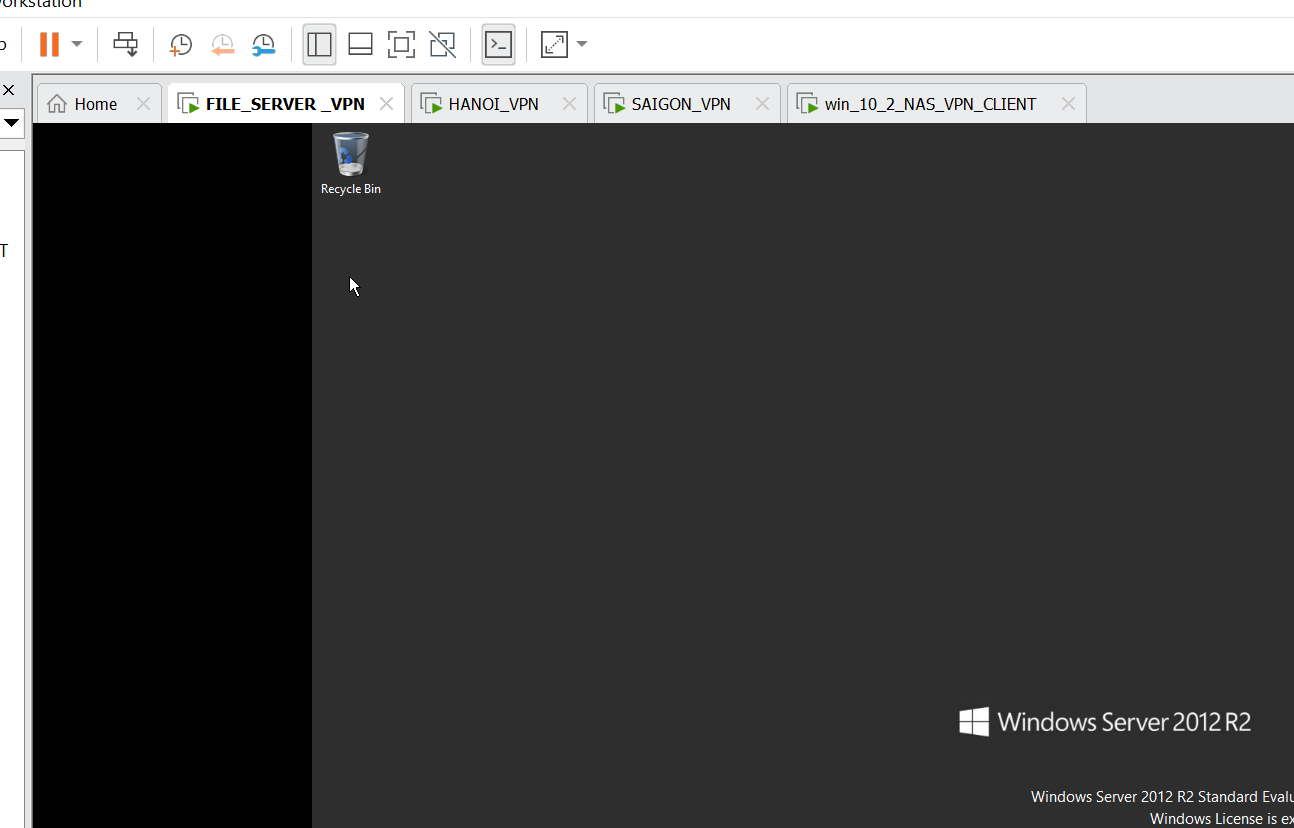 orkstation
Home
FILE_SERVER _VPN
HANOI_VPN
SAIGON_VPN
win_10_2_NAS_VPN_CLIENT
Recycle Bin
T
Windows Server 2012 R2
Windows Server 2012 R2 Standard Evalu
Windows License is ex